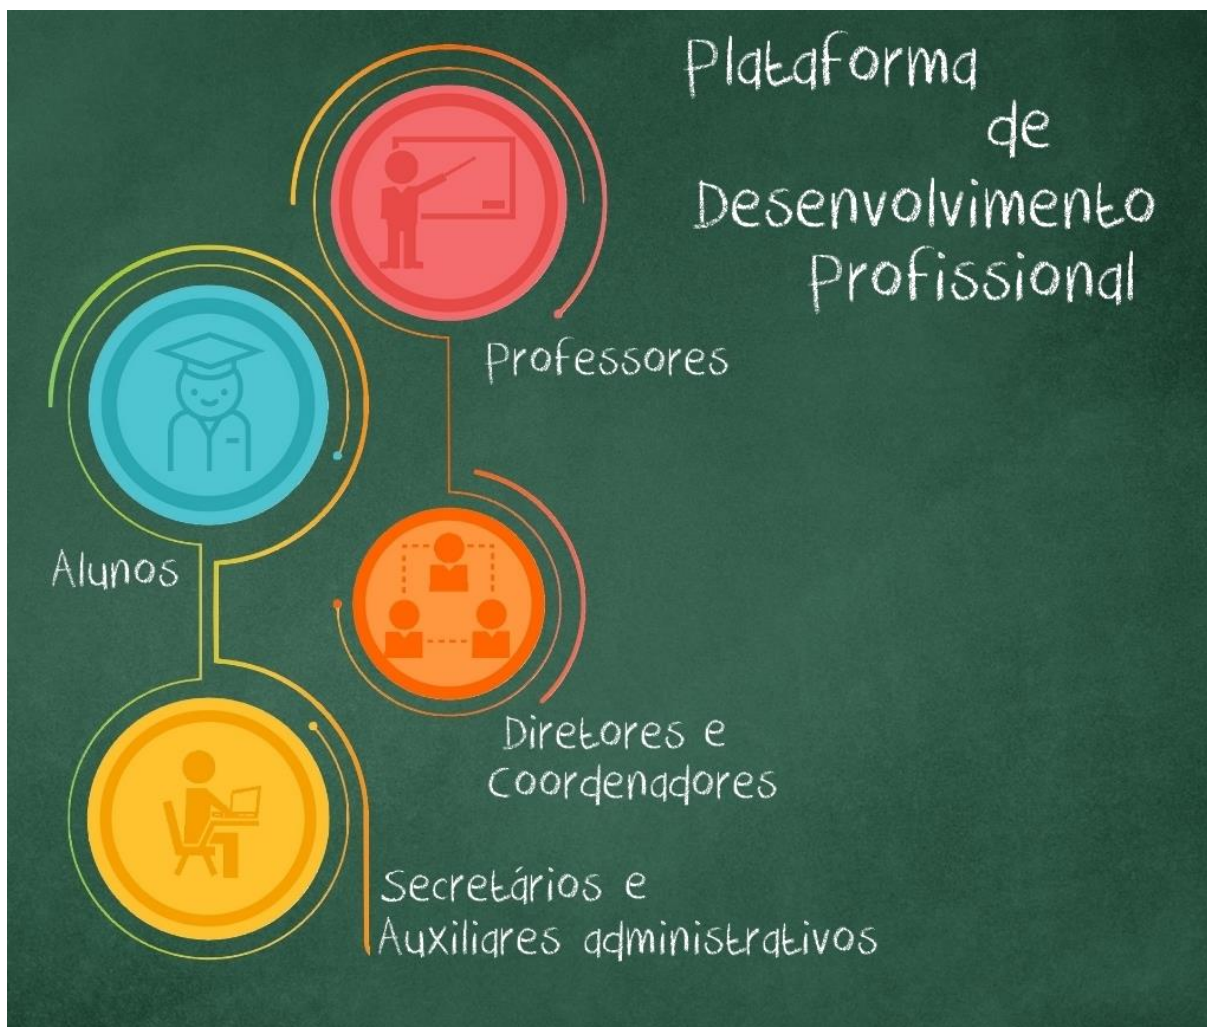 Plataforma
de
Desenvolvimento
Profissional
Professores
Alunos
Diretores e
Coordenadores
Secretários e
Auxiliares administrativos